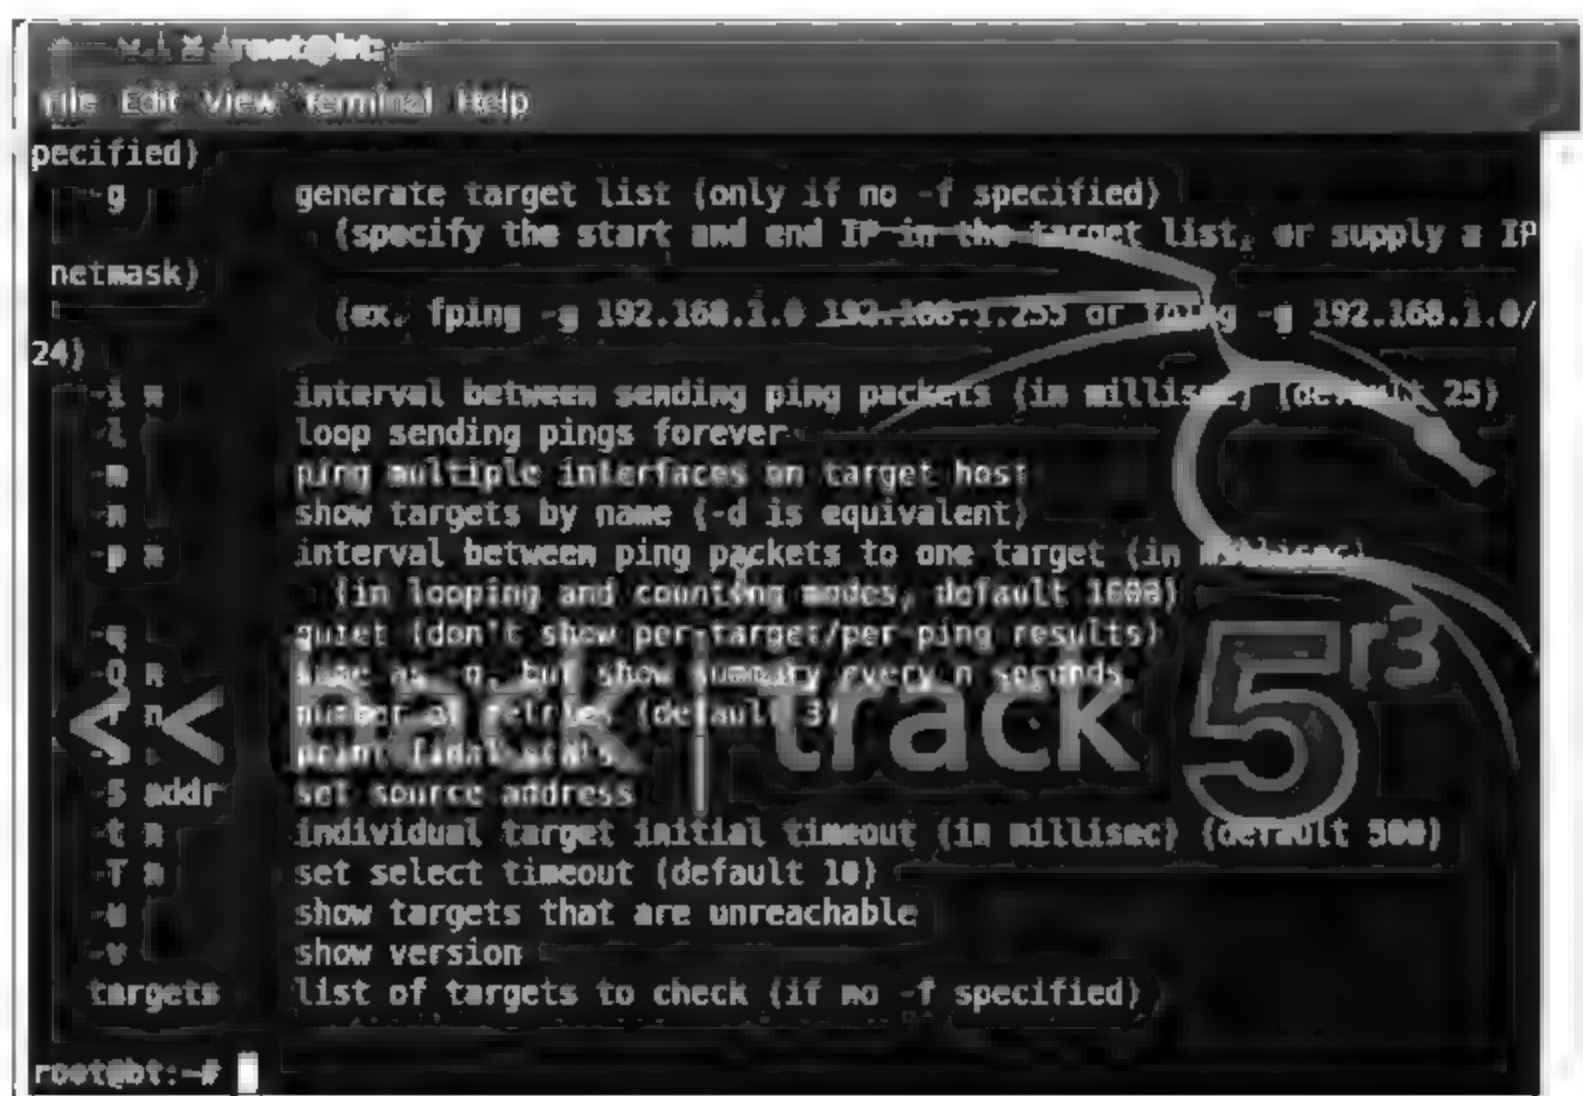 root@bt:
File Edit View Terminal Help
pecified)
-g generate target list (only if no -f specified)
(specify the start and end IP in the target list, or supply a IP
netmask)
(ex. fping -g 192.168.1.0 192.168.1.255 or fping -g 192.168.1.0/
24)
-i n interval between sending ping packets (in millisec) (default 25)
-l loop sending pings forever
-m ping multiple interfaces on target host
-n show targets by name (-d is equivalent)
-p n interval between ping packets to one target (in millisec)
(in looping and counting modes, default 1000)
-q quiet (don't show per-target/per-ping results)
-Q n same as -q, but show summary every n seconds
-r n number of retries (default 3)
-s print final stats
-S addr set source address
-t n individual target initial timeout (in millisec) (default 500)
-T n set select timeout (default 10)
-u show targets that are unreachable
-v show version
targets list of targets to check (if no -f specified)
root@bt:~#
<< back | track 5 r3